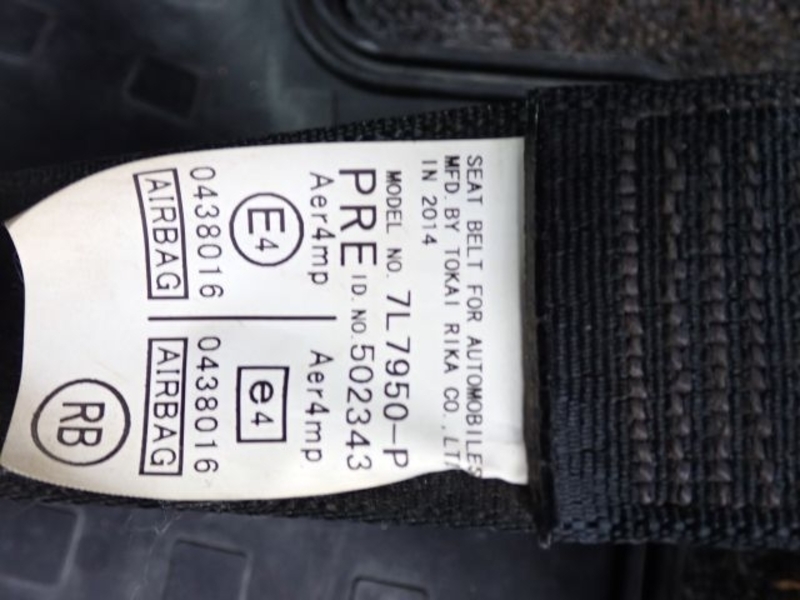 SEAT BELT FOR AUTOMOBILES
MFD. BY TOKAI RIKA CO.,
IN 2014
MODEL NO. 7L7950-P
PRE ID. NO. 502343
Aer4mp Aer4mp
E4 e4
0438016 0438016
AIRBAG AIRBAG
RB